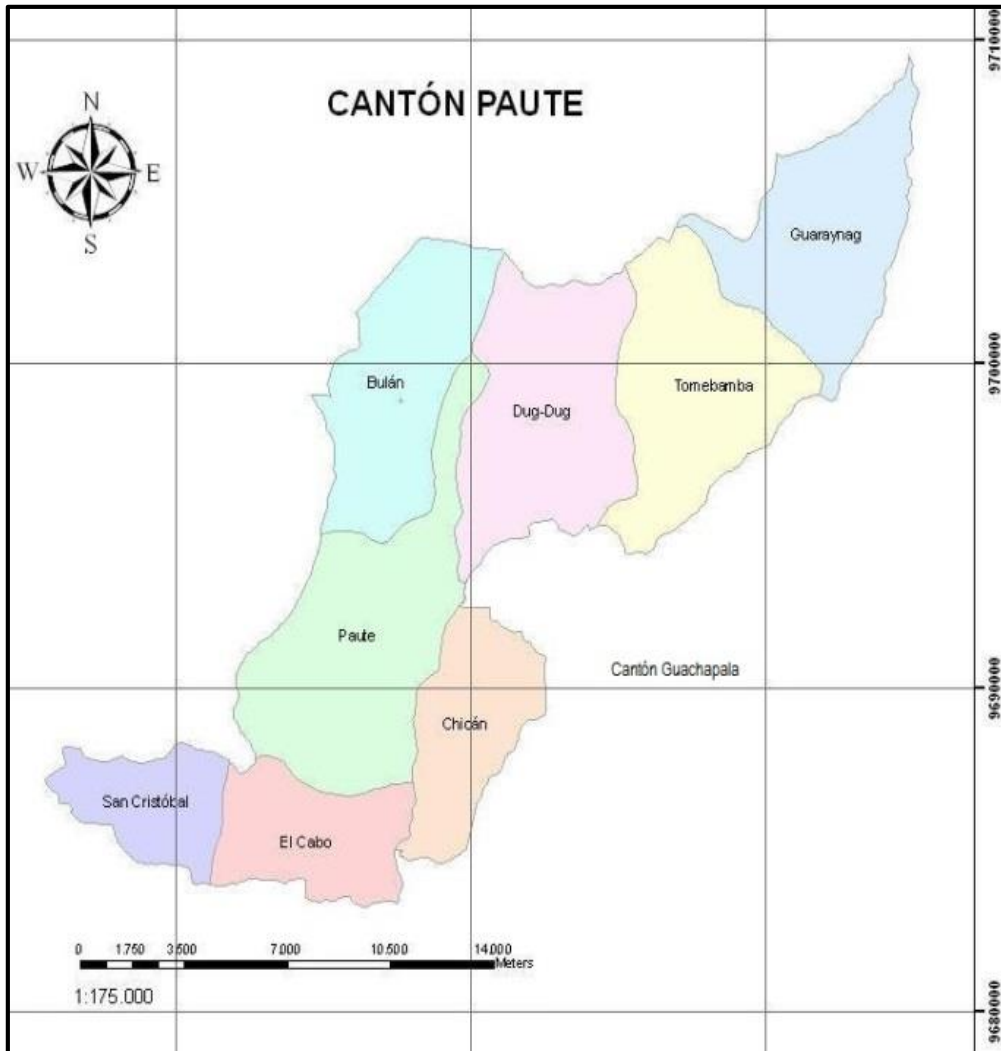 CANTÓN PAUTE
N
W E
S
9710000
Guaraynag
9700000
Bulán
Tomebamba
Dug-Dug
Paute
Cantón Guachapala
9690000
Chicán
San Cristóbal
El Cabo
0 1.750 3.500 7.000 10.500 14.000
Meters
1:175.000
9680000